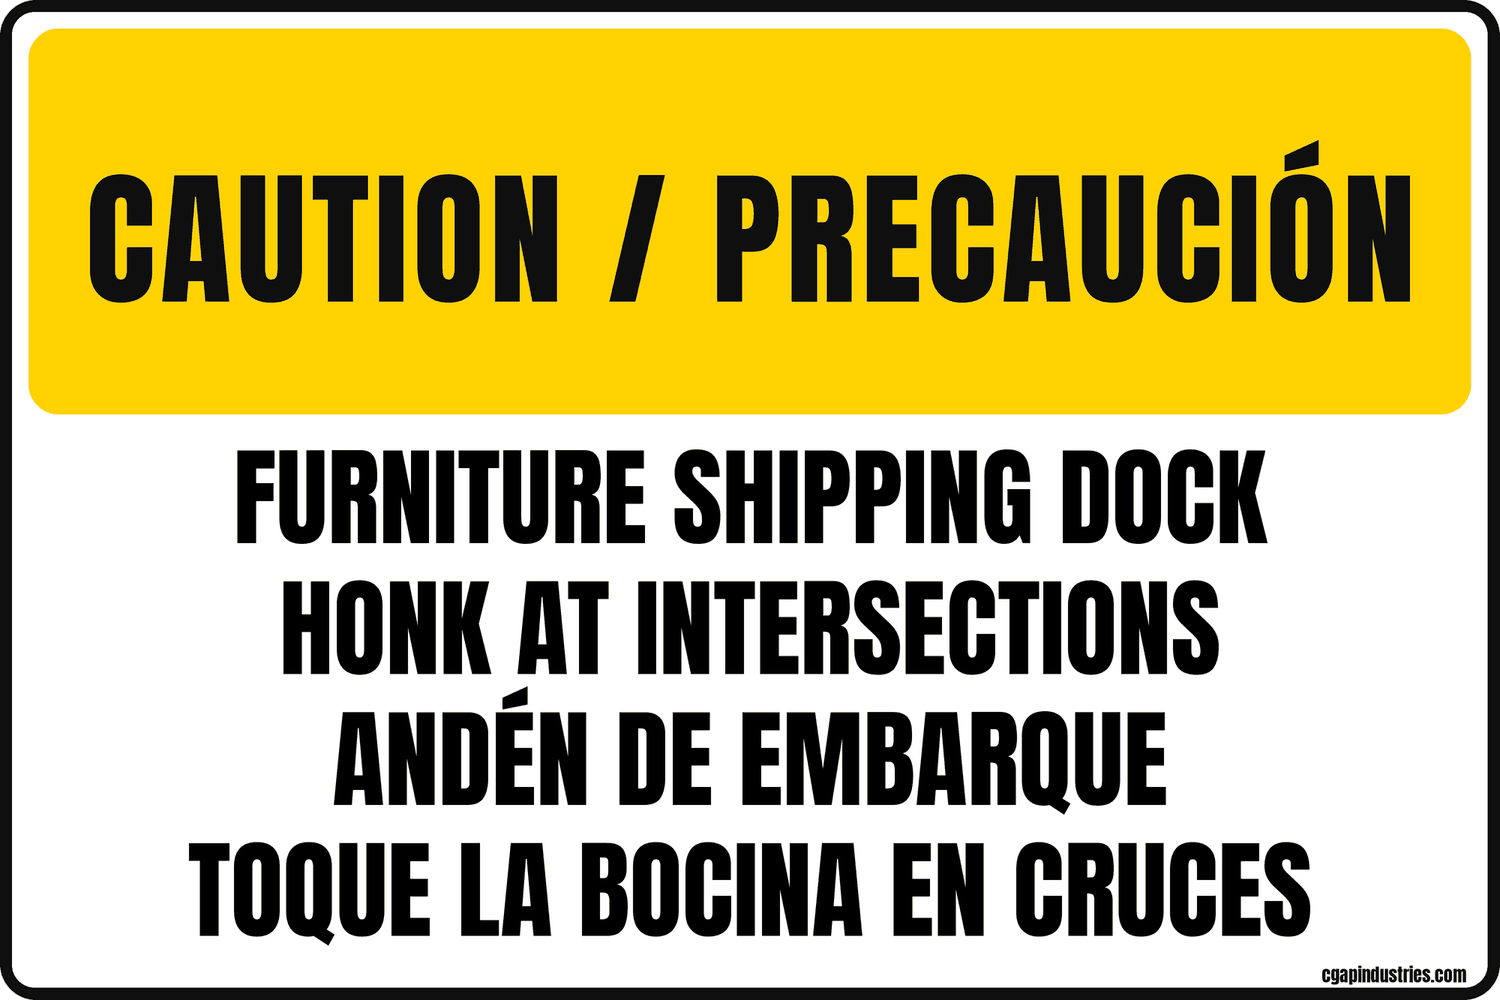 CAUTION / PRECAUCIÓN
FURNITURE SHIPPING DOCK
HONK AT INTERSECTIONS
ANDÉN DE EMBARQUE
TOQUE LA BOCINA EN CRUCES
cgapindustries.com